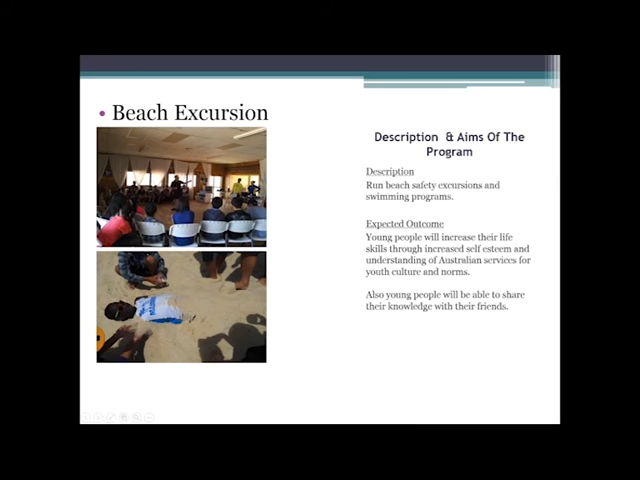 • Beach Excursion
Description & Aims Of The
Program
Description
Run beach safety excursions and
swimming programs.
Expected Outcome
Young people will increase their life
skills through increased self esteem and
understanding of Australian services for
youth culture and norms.
Also young people will be able to share
their knowledge with their friends.